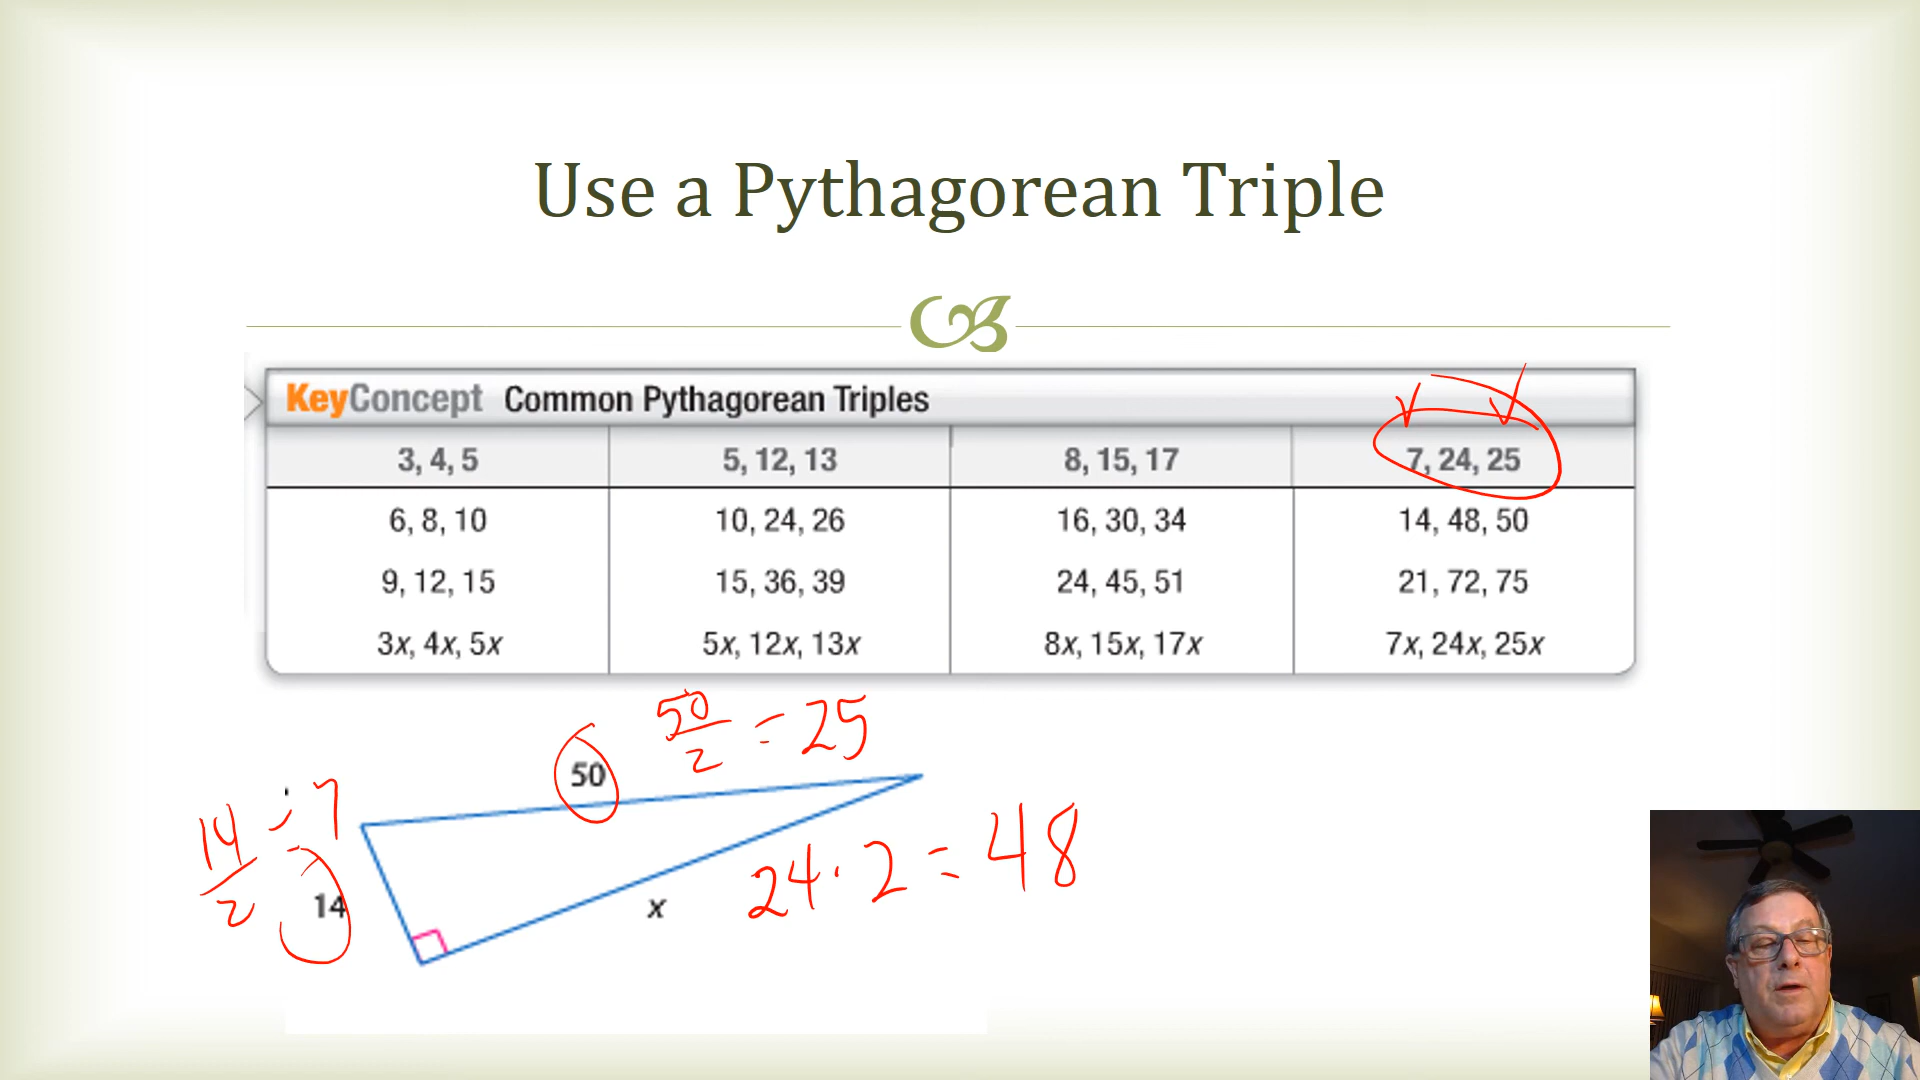 Use a Pythagorean Triple
KeyConcept Common Pythagorean Triples
3, 4, 5 5, 12, 13 8, 15, 17 7, 24, 25
6, 8, 10 10, 24, 26 16, 30, 34 14, 48, 50
9, 12, 15 15, 36, 39 24, 45, 51 21, 72, 75
3x, 4x, 5x 5x, 12x, 13x 8x, 15x, 17x 7x, 24x, 25x
50/2 = 25
50
14/2 = 7
14
x
24 · 2 = 48